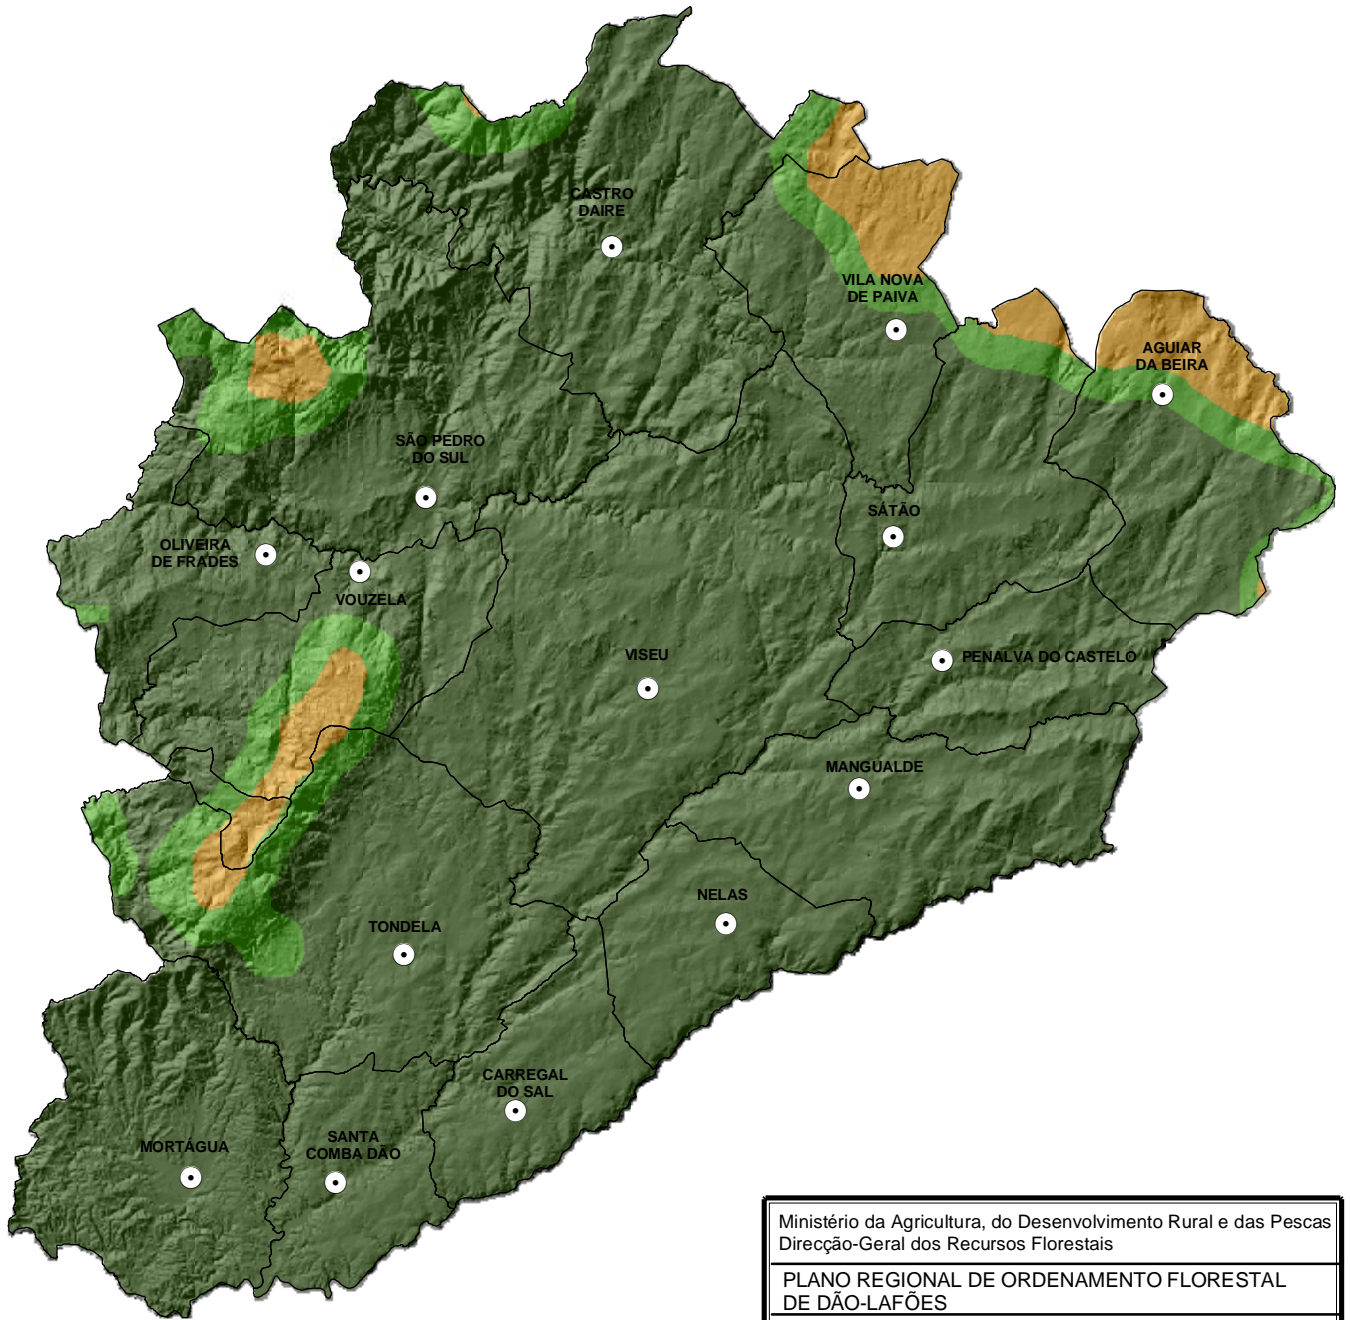 CASTRO
DAIRE
VILA NOVA
DE PAIVA
AGUIAR
DA BEIRA
SÃO PEDRO
DO SUL
SÁTÃO
OLIVEIRA
DE FRADES
VOUZELA
VISEU
PENALVA DO CASTELO
MANGUALDE
NELAS
TONDELA
CARREGAL
DO SAL
SANTA
COMBA DÃO
MORTÁGUA
Ministério da Agricultura, do Desenvolvimento Rural e das Pescas
Direcção-Geral dos Recursos Florestais
PLANO REGIONAL DE ORDENAMENTO FLORESTAL
DE DÃO-LAFÕES